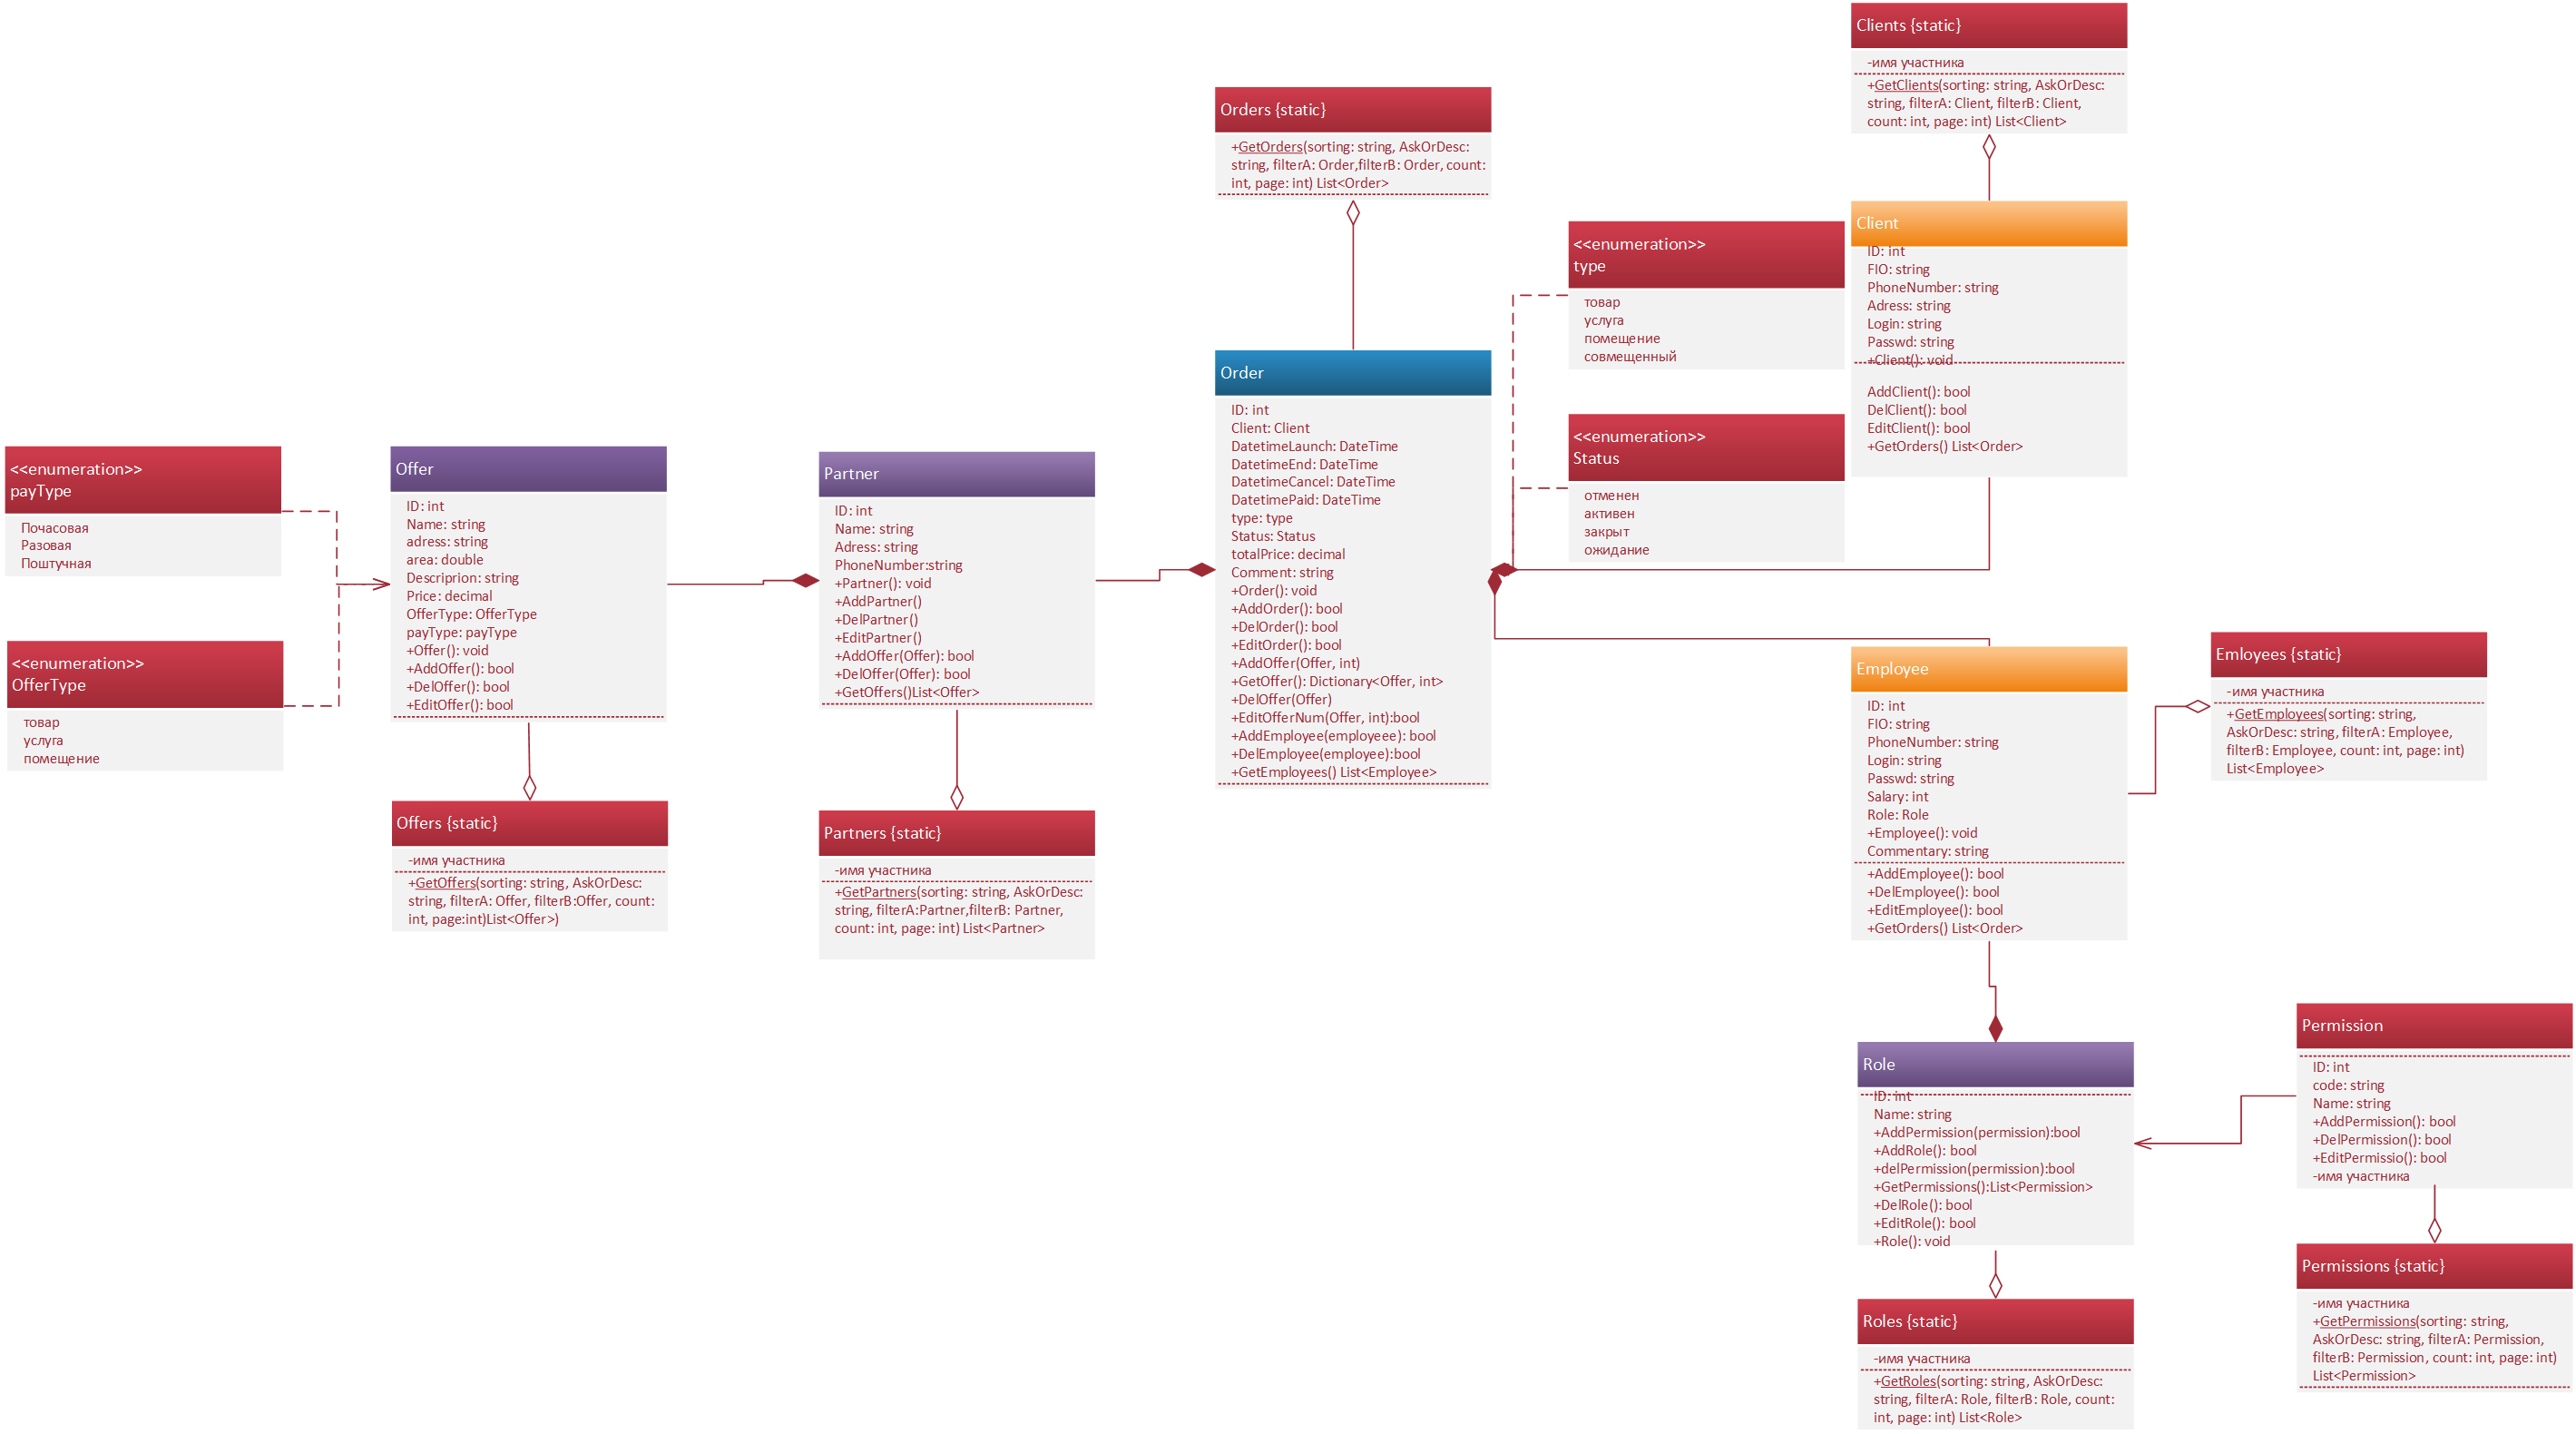 Clients {static}
-имя участника
+GetClients(sorting: string, AskOrDesc:
string, filterA: Client, filterB: Client,
count: int, page: int) List<Client>
Orders {static}
+GetOrders(sorting: string, AskOrDesc:
string, filterA: Order,filterB: Order, count:
int, page: int) List<Order>
<<enumeration>>
type
товар
услуга
помещение
совмещенный
Client
ID: int
FIO: string
PhoneNumber: string
Adress: string
Login: string
Passwd: string
+Client(): void
AddClient(): bool
DelClient(): bool
EditClient(): bool
+GetOrders() List<Order>
<<enumeration>>
Status
отменен
активен
закрыт
ожидание
Order
ID: int
Client: Client
DatetimeLaunch: DateTime
DatetimeEnd: DateTime
DatetimeCancel: DateTime
DatetimePaid: DateTime
type: type
Status: Status
totalPrice: decimal
Comment: string
+Order(): void
+AddOrder(): bool
+DelOrder(): bool
+EditOrder(): bool
+AddOffer(Offer, int)
+GetOffer(): Dictionary<Offer, int>
+DelOffer(Offer)
+EditOfferNum(Offer, int):bool
+AddEmployee(employeee): bool
+DelEmployee(employee):bool
+GetEmployees() List<Employee>
<<enumeration>>
payType
Почасовая
Разовая
Поштучная
<<enumeration>>
OfferType
товар
услуга
помещение
Offer
ID: int
Name: string
adress: string
area: double
Descriprion: string
Price: decimal
OfferType: OfferType
payType: payType
+Offer(): void
+AddOffer(): bool
+DelOffer(): bool
+EditOffer(): bool
Partner
ID: int
Name: string
Adress: string
PhoneNumber:string
+Partner(): void
+AddPartner()
+DelPartner()
+EditPartner()
+AddOffer(Offer): bool
+DelOffer(Offer): bool
+GetOffers()List<Offer>
Offers {static}
-имя участника
+GetOffers(sorting: string, AskOrDesc:
string, filterA: Offer, filterB:Offer, count:
int, page:int)List<Offer>)
Partners {static}
-имя участника
+GetPartners(sorting: string, AskOrDesc:
string, filterA:Partner,filterB: Partner,
count: int, page: int) List<Partner>
Employee
ID: int
FIO: string
PhoneNumber: string
Login: string
Passwd: string
Salary: int
Role: Role
+Employee(): void
Commentary: string
+AddEmployee(): bool
+DelEmployee(): bool
+EditEmployee(): bool
+GetOrders() List<Order>
Emloyees {static}
-имя участника
+GetEmployees(sorting: string,
AskOrDesc: string, filterA: Employee,
filterB: Employee, count: int, page: int)
List<Employee>
Role
ID: int
Name: string
+AddPermission(permission):bool
+AddRole(): bool
+delPermission(permission):bool
+GetPermissions():List<Permission>
+DelRole(): bool
+EditRole(): bool
+Role(): void
Permission
ID: int
code: string
Name: string
+AddPermission(): bool
+DelPermission(): bool
+EditPermissio(): bool
-имя участника
Roles {static}
-имя участника
+GetRoles(sorting: string, AskOrDesc:
string, filterA: Role, filterB: Role, count:
int, page: int) List<Role>
Permissions {static}
-имя участника
+GetPermissions(sorting: string,
AskOrDesc: string, filterA: Permission,
filterB: Permission, count: int, page: int)
List<Permission>